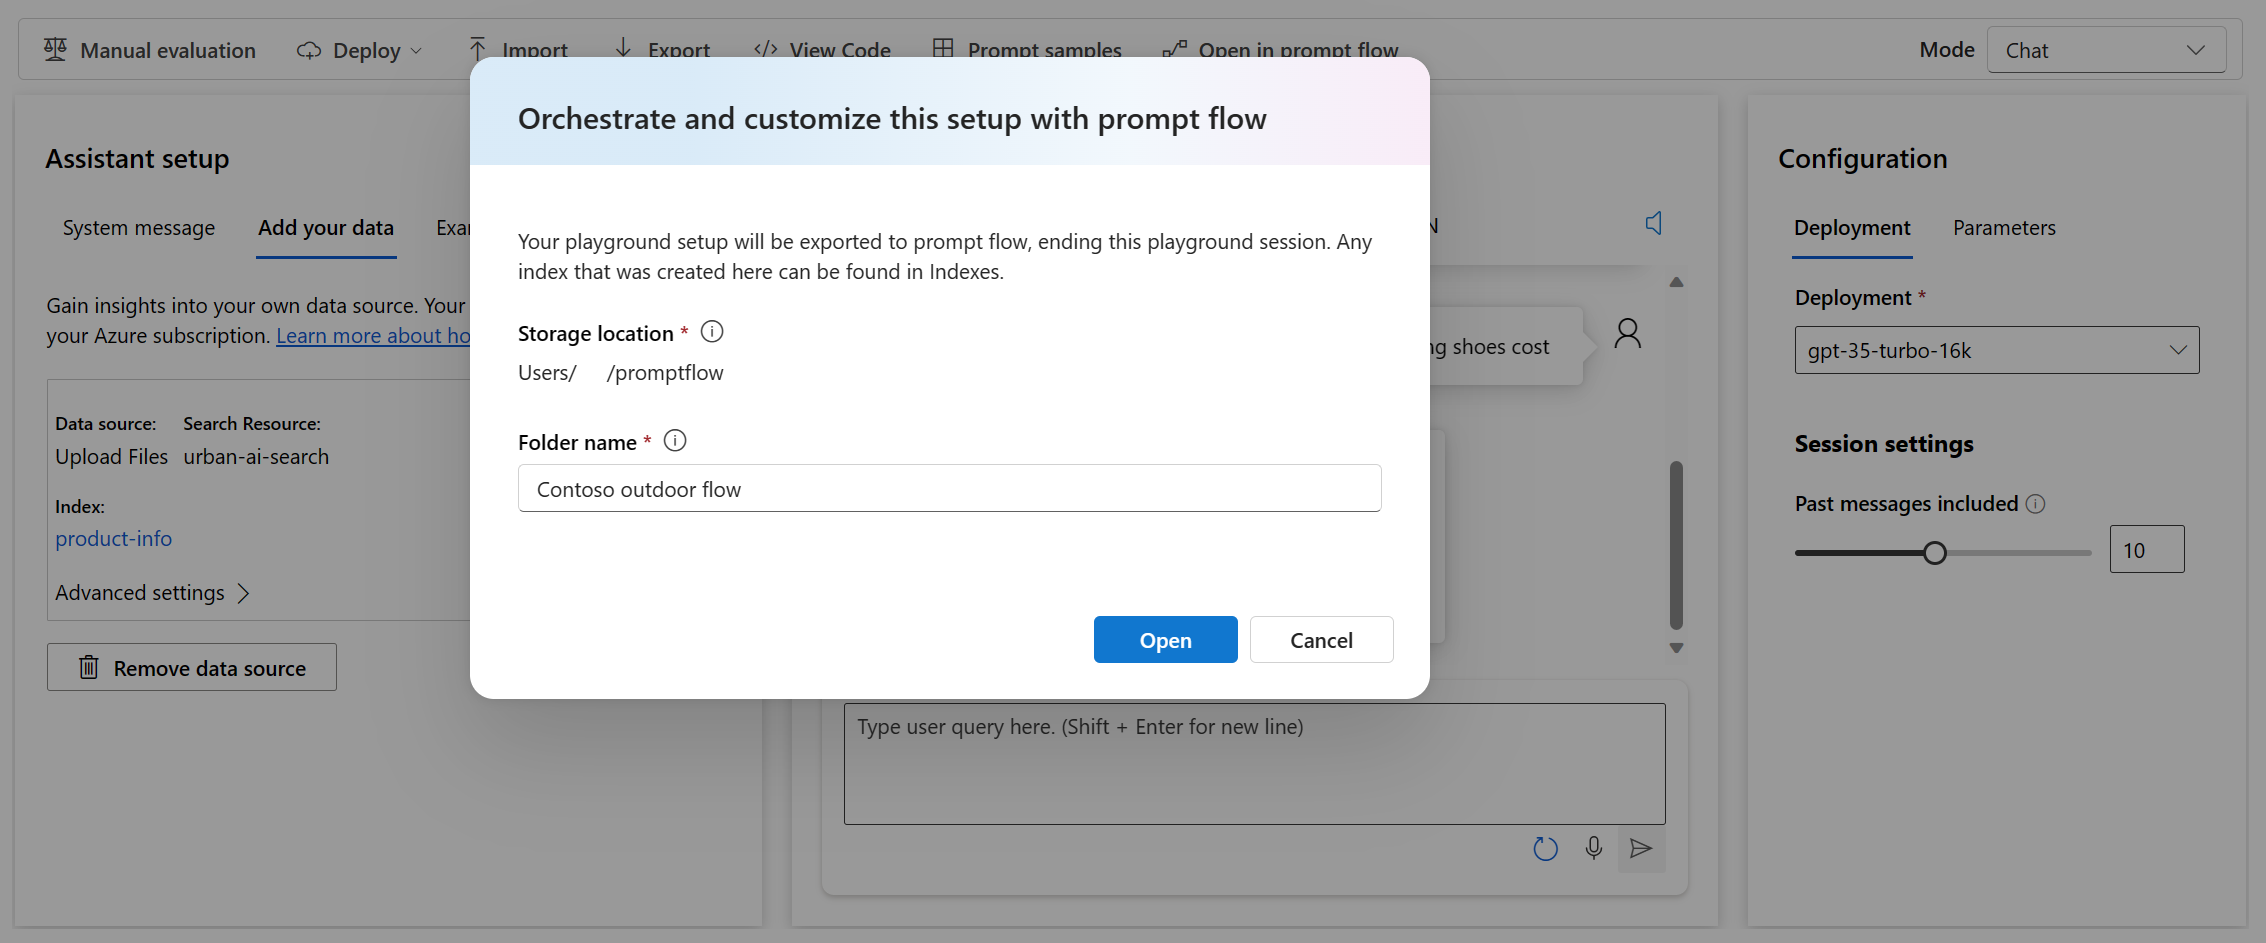 Manual evaluation Deploy Import Export View Code Prompt samples Open in prompt flow Mode Chat
Orchestrate and customize this setup with prompt flow
Your playground setup will be exported to prompt flow, ending this playground session. Any
index that was created here can be found in Indexes.
Storage location * 
Users/ /promptflow
Folder name *
Contoso outdoor flow
Open Cancel
Assistant setup
System message Add your data
Gain insights into your own data source. Your
your Azure subscription. Learn more about
Data source: Search Resource:
Upload Files urban-ai-search
Index:
product-info
Advanced settings
Remove data source
shoes cost
Type user query here. (Shift + Enter for new line)
Configuration
Deployment Parameters
Deployment *
gpt-35-turbo-16k
Session settings
Past messages included
10